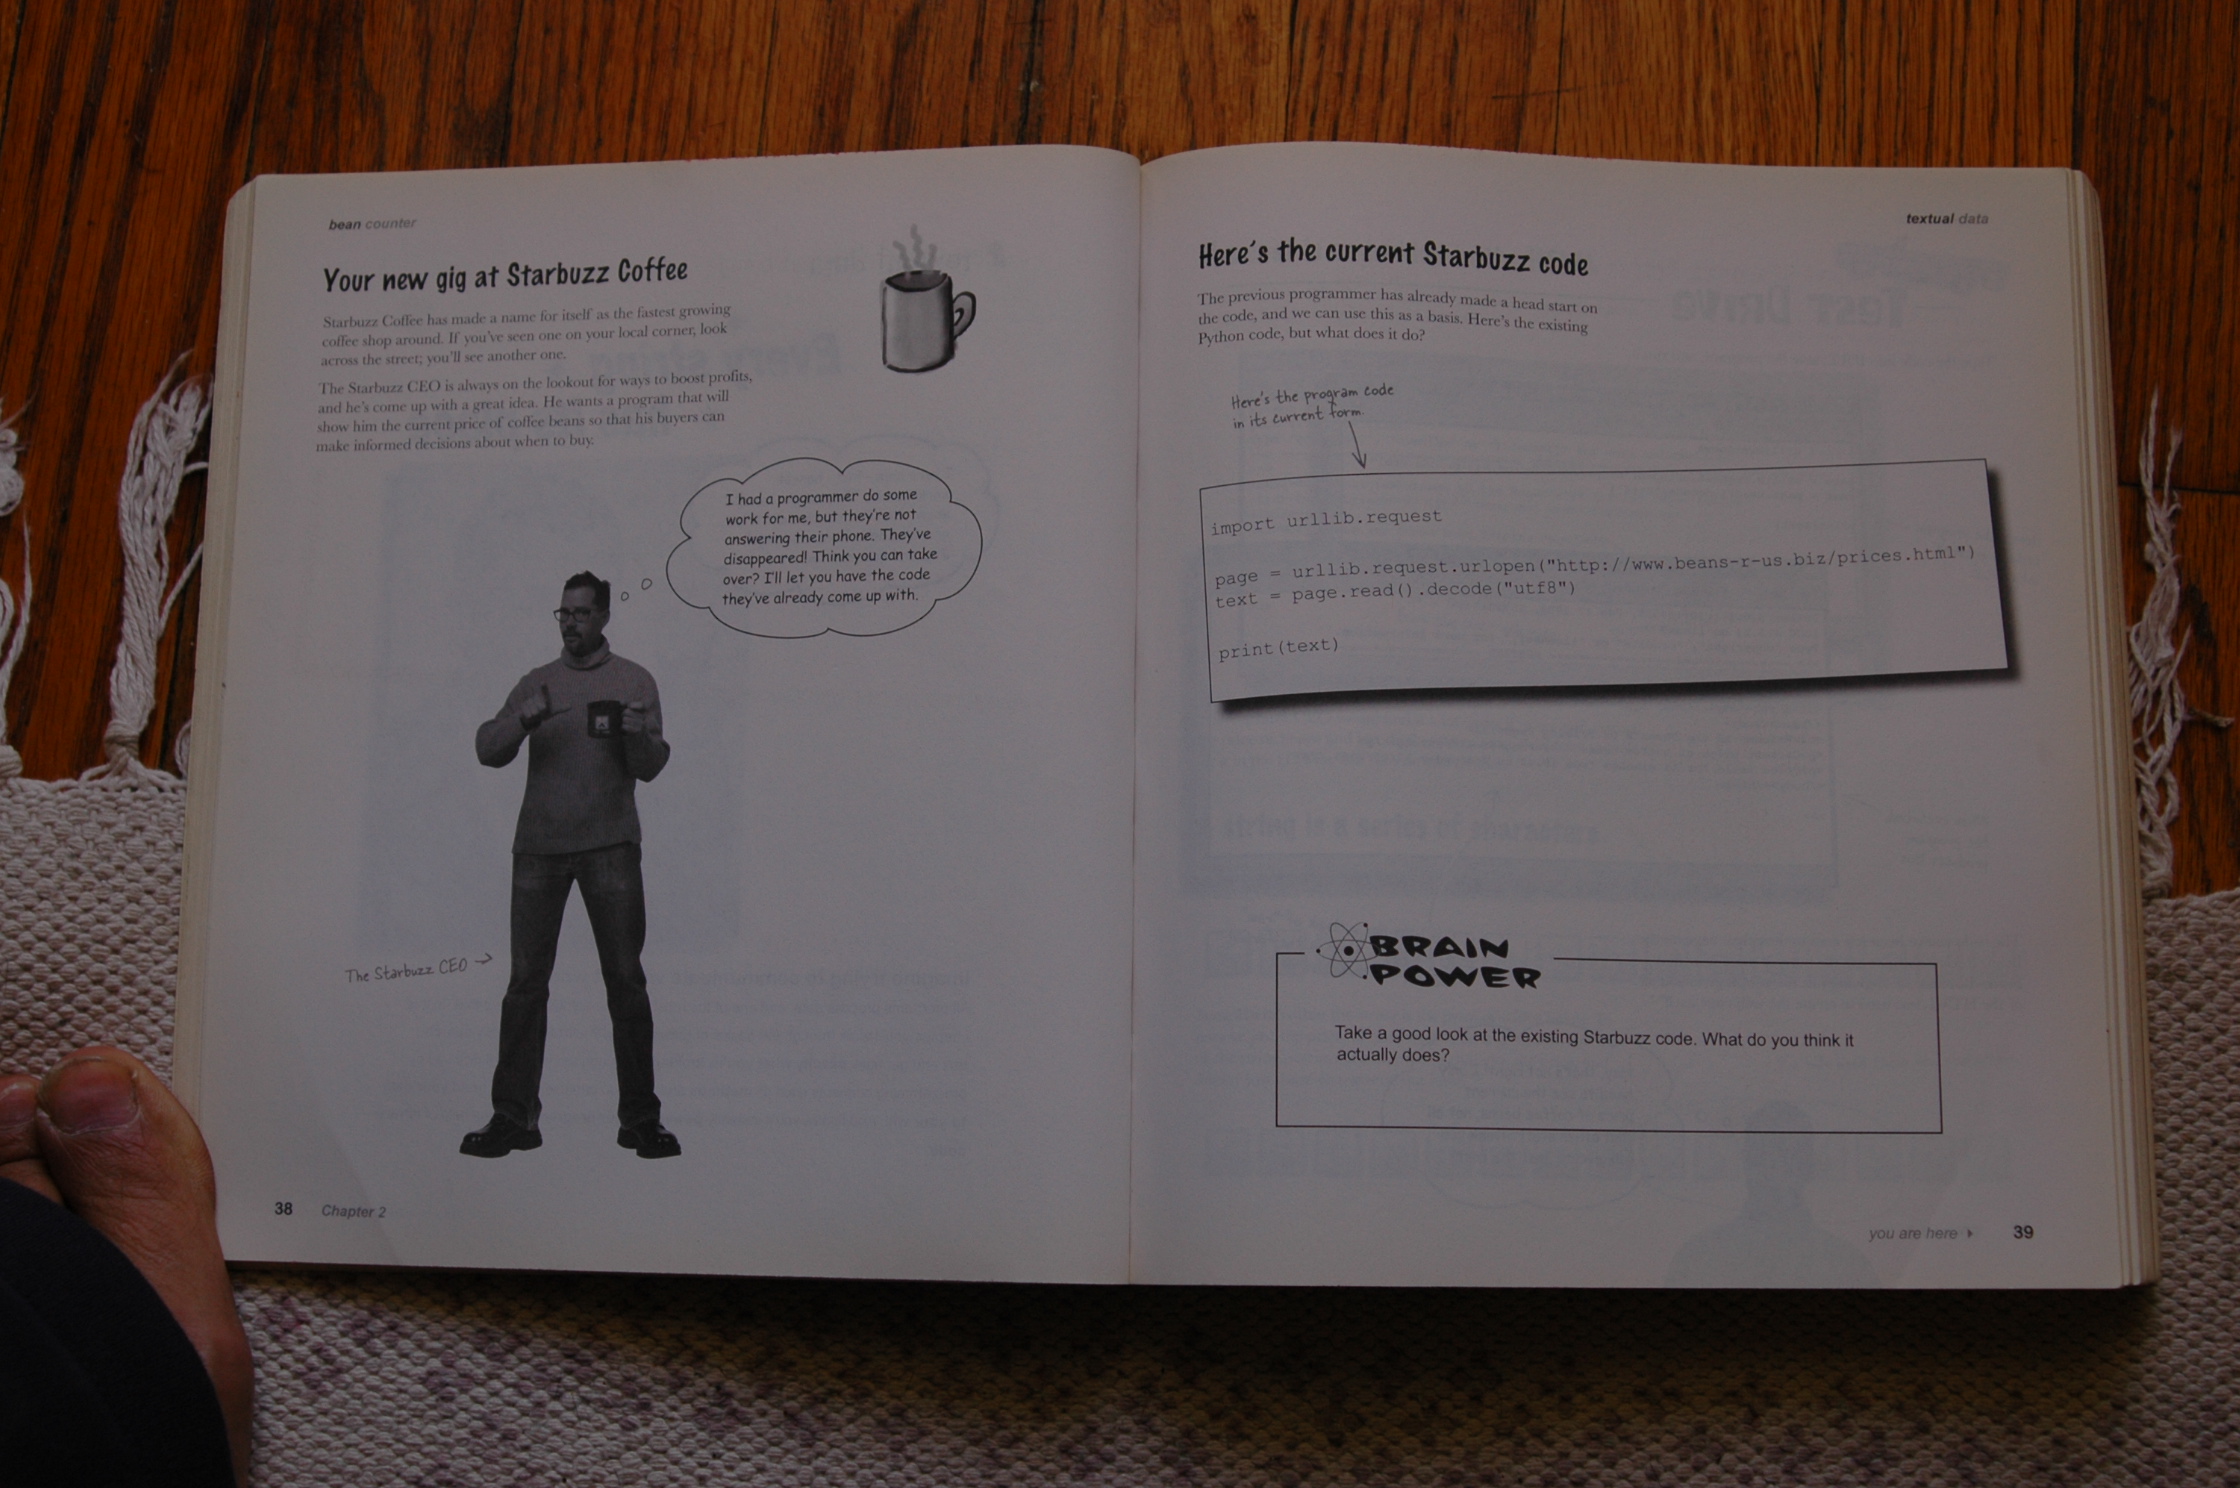 bean counter
Your new gig at Starbuzz Coffee
Starbuzz Coffee has made a name for itself as the fastest growing
coffee shop around. If you've seen one on your local corner, look
across the street; you'll see another one.
The Starbuzz CEO is always on the lookout for ways to boost profits,
and he's come up with a great idea. He wants a program that will
show him the current price of coffee beans so that his buyers can
make informed decisions about when to buy.
I had a programmer do some
work for me, but they're not
answering their phone. They've
disappeared! Think you can take
over? I'll let you have the code
they've already come up with.
The Starbuzz CEO
38 Chapter 2
textual data
Here's the current Starbuzz code
The previous programmer has already made a head start on
the code, and we can use this as a basis. Here's the existing
Python code, but what does it do?
Here's the program code
in its current form.
import urllib.request
page = urllib.request.urlopen("http://www.beans-r-us.biz/prices.html")
text = page.read().decode("utf8")
print(text)
BRAIN
POWER
Take a good look at the existing Starbuzz code. What do you think it
actually does?
you are here ▸ 39